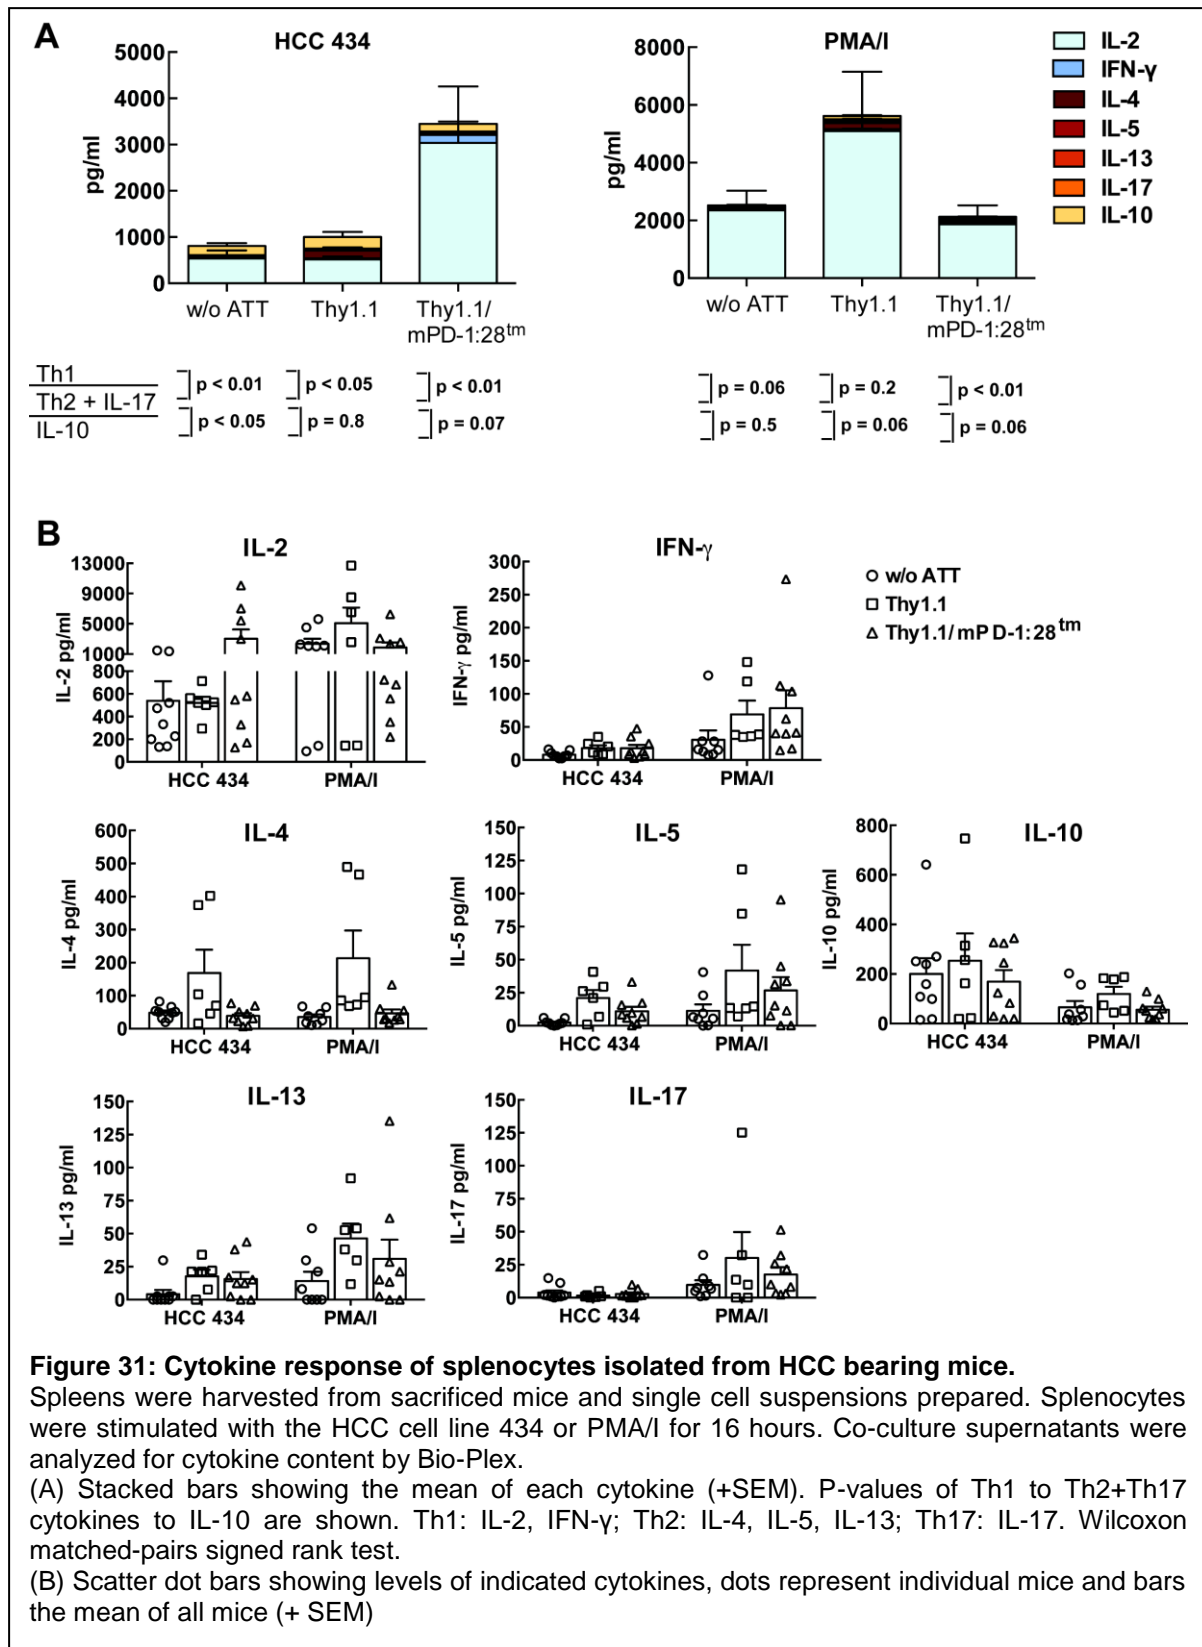 A
HCC 434
PMA/I
5000
4000
3000
2000
1000
0
pg/ml
w/o ATT
Thy1.1
Thy1.1/
mPD-1:28tm
8000
6000
4000
2000
0
pg/ml
w/o ATT
Thy1.1
Thy1.1/
mPD-1:28tm
IL-2
IFN-γ
IL-4
IL-5
IL-13
IL-17
IL-10
Th1
Th2 + IL-17
IL-10
p < 0.01 p < 0.05 p < 0.01 p = 0.06 p = 0.2 p < 0.01
p < 0.05 p = 0.8 p = 0.07 p = 0.5 p = 0.06 p = 0.06
B
IL-2
13000
9000
5000
1000
800
600
400
200
0
IL-2 pg/ml
HCC 434 PMA/I
IFN-γ
300
250
200
150
100
50
0
IFN-γ pg/ml
HCC 434 PMA/I
w/o ATT
Thy1.1
Thy1.1/mPD-1:28tm
IL-4
600
500
400
300
200
100
0
IL-4 pg/ml
HCC 434 PMA/I
IL-5
150
125
100
75
50
25
0
IL-5 pg/ml
HCC 434 PMA/I
IL-10
800
600
400
200
0
IL-10 pg/ml
HCC 434 PMA/I
IL-13
150
125
100
75
50
25
0
IL-13 pg/ml
HCC 434 PMA/I
IL-17
150
125
100
75
50
25
0
IL-17 pg/ml
HCC 434 PMA/I
Figure 31: Cytokine response of splenocytes isolated from HCC bearing mice.
Spleens were harvested from sacrificed mice and single cell suspensions prepared. Splenocytes
were stimulated with the HCC cell line 434 or PMA/I for 16 hours. Co-culture supernatants were
analyzed for cytokine content by Bio-Plex.
(A) Stacked bars showing the mean of each cytokine (+SEM). P-values of Th1 to Th2+Th17
cytokines to IL-10 are shown. Th1: IL-2, IFN-γ; Th2: IL-4, IL-5, IL-13; Th17: IL-17. Wilcoxon
matched-pairs signed rank test.
(B) Scatter dot bars showing levels of indicated cytokines, dots represent individual mice and bars
the mean of all mice (+ SEM)